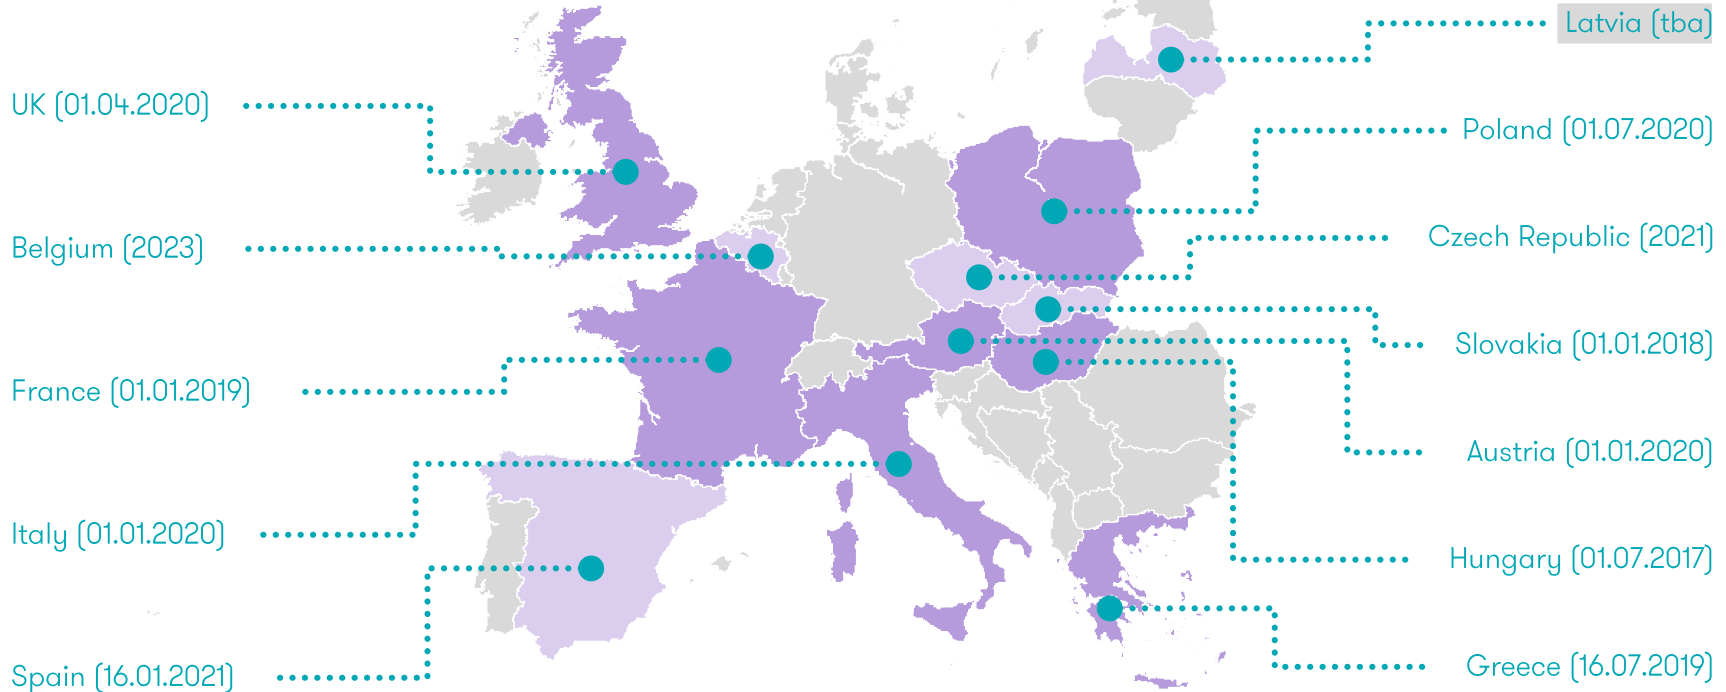 Latvia (tba)
UK (01.04.2020)
Poland (01.07.2020)
Belgium (2023)
Czech Republic (2021)
Slovakia (01.01.2018)
France (01.01.2019)
Austria (01.01.2020)
Italy (01.01.2020)
Hungary (01.07.2017)
Spain (16.01.2021)
Greece (16.07.2019)